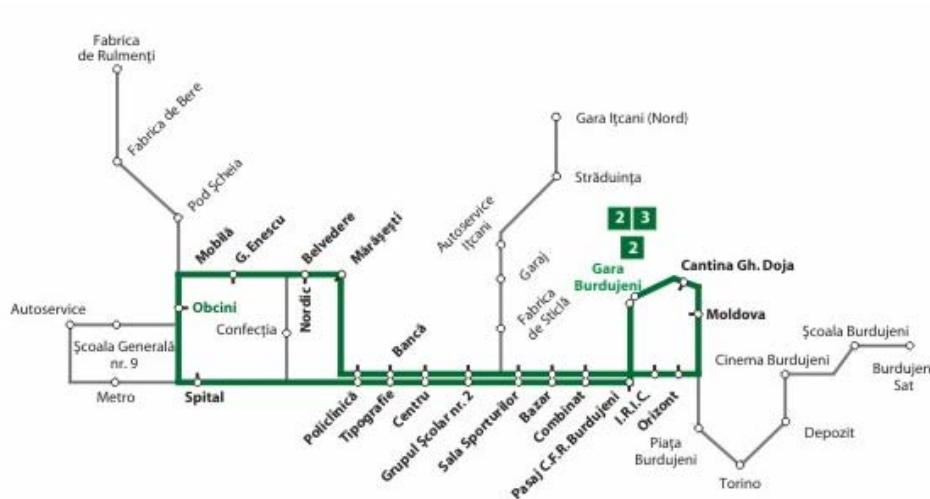 Fabrica
de Rulmenți
Fabrica de Bere
Pod Șcheia
Mobilă
G. Enescu
Belvedere
Mărășești
Obcini
Autoservice
Școala Generală
nr. 9
Metro
Spital
Confecția
Nordic
Bancă
Policlinică
Tipografie
Centru
Grupul Școlar nr. 2
Sala Sporturilor
Bazar
Combinat
Pasaj C.F.R. Burdujeni
I.R.I.C
Orizont
Gara Ițcani (Nord)
Străduința
Autoservice
Ițcani
Garaj
Fabrica
de Sticlă
2 3
2
Gara
Burdujeni
Cantina Gh. Doja
Moldova
Piața
Burdujeni
Torino
Depozit
Cinema Burdujeni
Școala Burdujeni
Burdujen
Sat